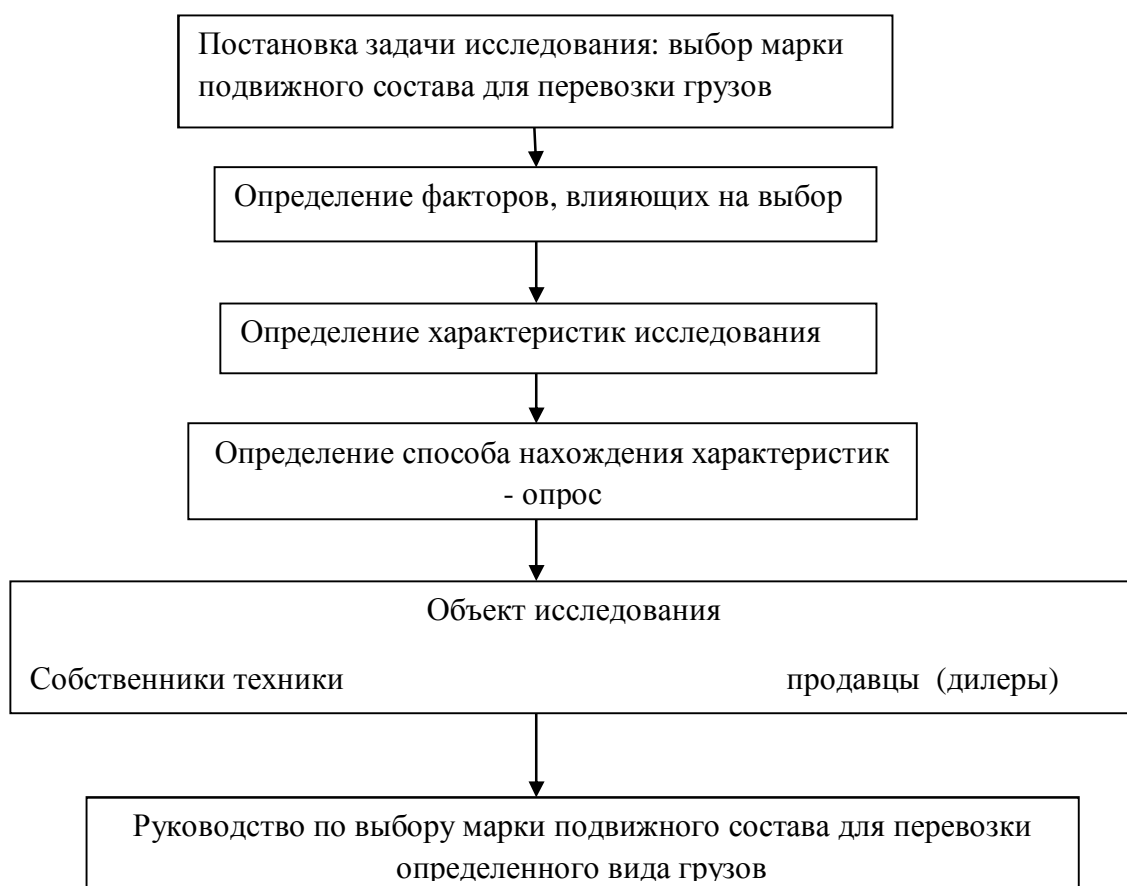 Постановка задачи исследования: выбор марки
подвижного состава для перевозки грузов
Определение факторов, влияющих на выбор
Определение характеристик исследования
Определение способа нахождения характеристик
- опрос
Объект исследования
Собственники техники продавцы (дилеры)
Руководство по выбору марки подвижного состава для перевозки
определенного вида грузов